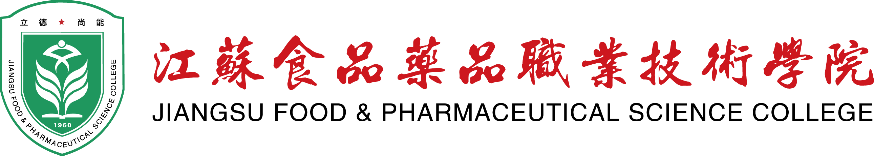 立德★尚能
JIANGSU FOOD & PHARMACEUTICAL SCIENCE COLLEGE
1960
江蘇食品藥品職業技術學院
JIANGSU FOOD & PHARMACEUTICAL SCIENCE COLLEGE